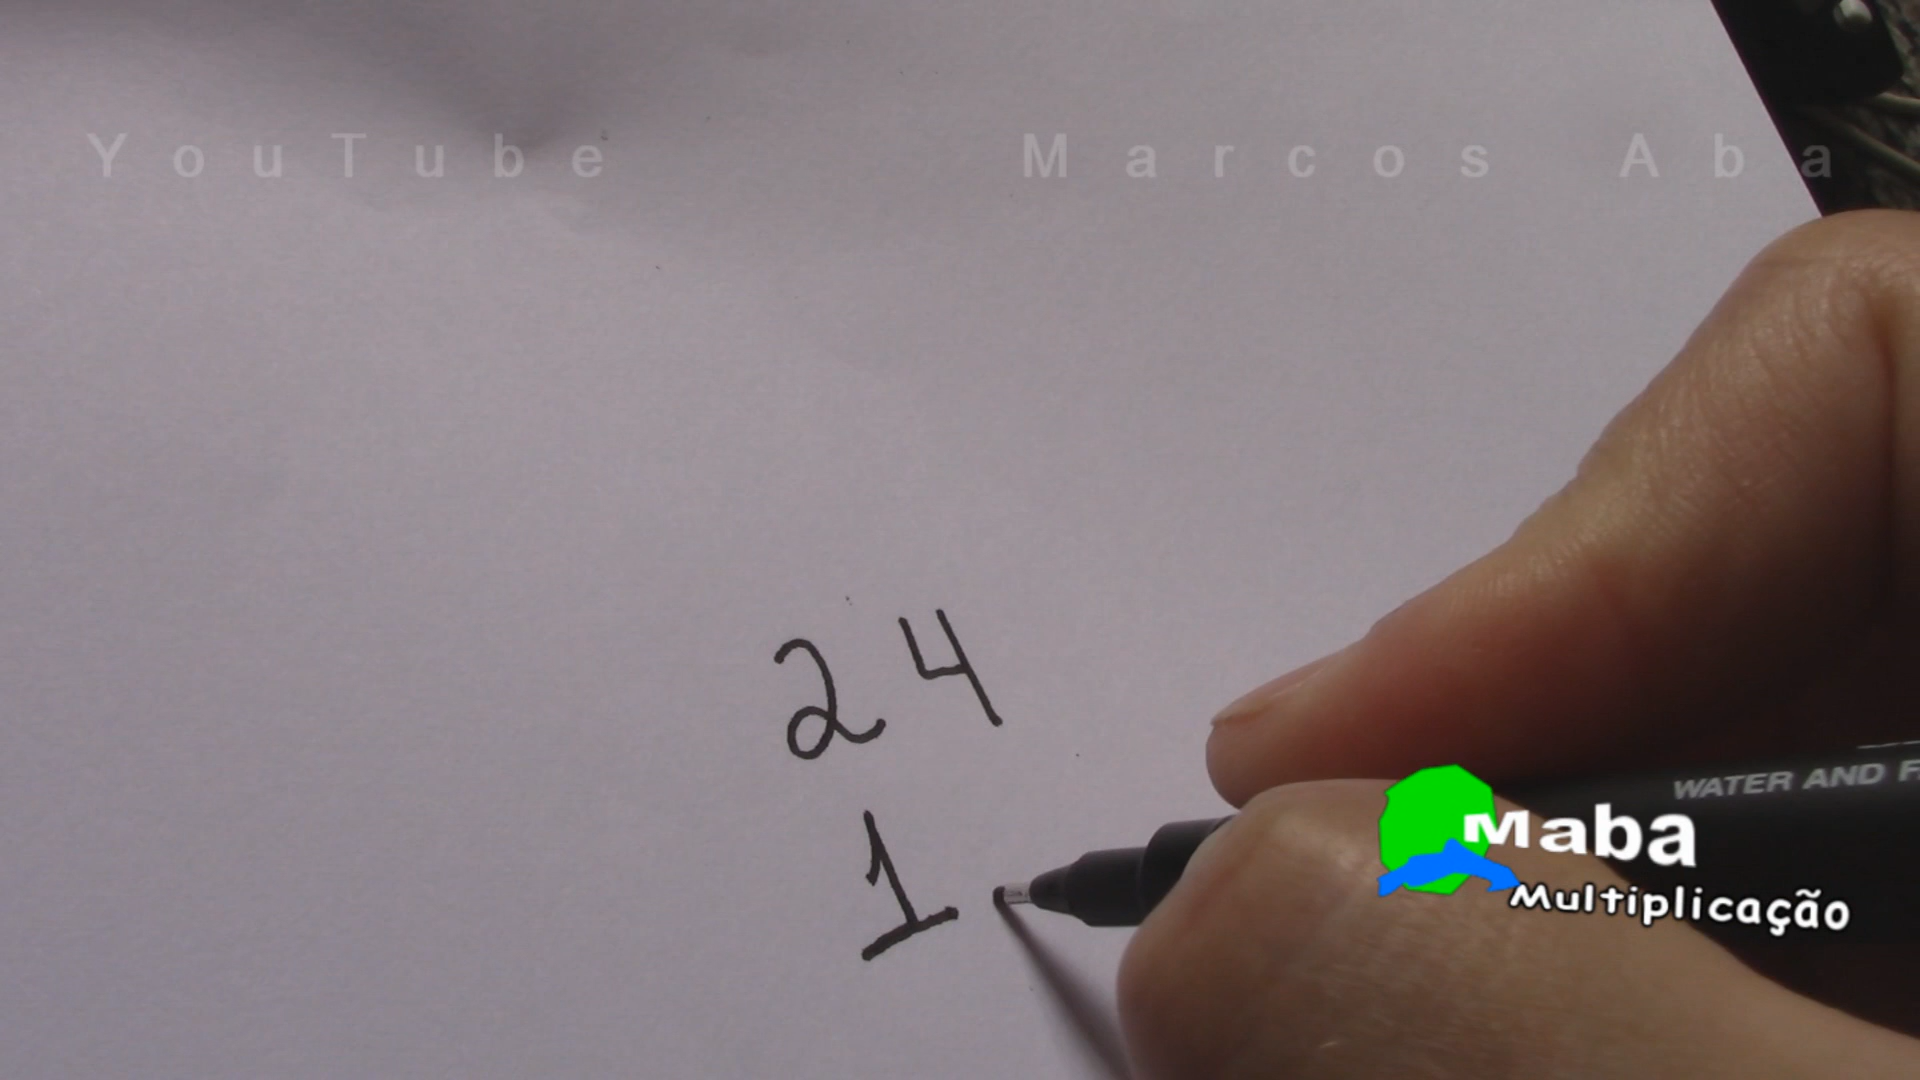 YouTube Marcos Aba
24
1
WATER AND
Maba
Multiplicação